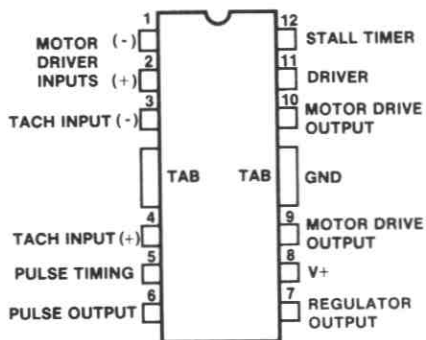 1
MOTOR (-)
DRIVER
2
INPUTS (+)
3
TACH INPUT (-)
TAB
4
TACH INPUT (+)
5
PULSE TIMING
6
PULSE OUTPUT
12
STALL TIMER
11
DRIVER
10
MOTOR DRIVE
OUTPUT
TAB
GND
9
MOTOR DRIVE
OUTPUT
8
V+
7
REGULATOR
OUTPUT